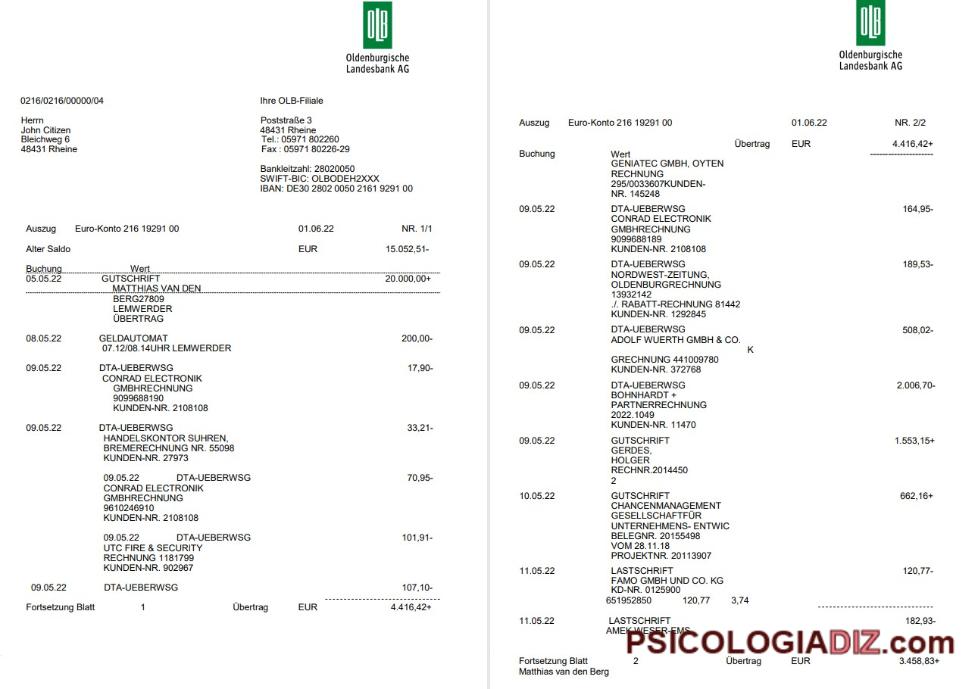 OLB
Oldenburgische
Landesbank AG
0216/0216/00000/04
Herrn
John Citizen
Bleichweg 6
48431 Rheine
Ihre OLB-Filiale
Poststraße 3
48431 Rheine
Tel.: 05971 802260
Fax : 05971 80226-29
Bankleitzahl: 28020050
SWIFT-BIC: OLBODEH2XXX
IBAN: DE30 2802 0050 2161 9291 00
Auszug Euro-Konto 216 19291 00 01.06.22 NR. 1/1
Alter Saldo EUR 15.052,51-
Buchung Wert
05.05.22 GUTSCHRIFT 20.000,00+
MATTHIAS VAN DEN
BERG27809
LEMWERDER
ÜBERTRAG
08.05.22 GELDAUTOMAT 200,00-
07.12/08.14UHR LEMWERDER
09.05.22 DTA-UEBERWSG 17,90-
CONRAD ELECTRONIK
GMBHRECHNUNG
9099688190
KUNDEN-NR. 2108108
09.05.22 DTA-UEBERWSG 33,21-
HANDELSKONTOR SUHREN,
BREMERECHNUNG NR. 55098
KUNDEN-NR. 27973
09.05.22 DTA-UEBERWSG 70,95-
CONRAD ELECTRONIK
GMBHRECHNUNG
9610246910
KUNDEN-NR. 2108108
09.05.22 DTA-UEBERWSG 101,91-
UTC FIRE & SECURITY
RECHNUNG 1181799
KUNDEN-NR. 902967
09.05.22 DTA-UEBERWSG 107,10-
Fortsetzung Blatt 1 Übertrag EUR 4.416,42+
OLB
Oldenburgische
Landesbank AG
Auszug Euro-Konto 216 19291 00 01.06.22 NR. 2/2
Übertrag EUR 4.416,42+
Buchung Wert
GENIATEC GMBH, OYTEN
RECHNUNG
295/0033607KUNDEN-
NR. 145248
09.05.22 DTA-UEBERWSG 164,95-
CONRAD ELECTRONIK
GMBHRECHNUNG
9099688189
KUNDEN-NR. 2108108
09.05.22 DTA-UEBERWSG 189,53-
NORDWEST-ZEITUNG,
OLDENBURGRECHNUNG
13932142
./. RABATT-RECHNUNG 81442
KUNDEN-NR. 1292845
09.05.22 DTA-UEBERWSG 508,02-
ADOLF WUERTH GMBH & CO.
K
GRECHNUNG 441009780
KUNDEN-NR. 372768
09.05.22 DTA-UEBERWSG 2.006,70-
BOHNHARDT +
PARTNERRECHNUNG
2022.1049
KUNDEN-NR. 11470
09.05.22 GUTSCHRIFT 1.553,15+
GERDES,
HOLGER
RECHNR.2014450
2
10.05.22 GUTSCHRIFT 662,16+
CHANCENMANAGEMENT
GESELLSCHAFTFÜR
UNTERNEHMENS- ENTWIC
BELEGNR. 20155498
VOM 28.11.18
PROJEKTNR. 20113907
11.05.22 LASTSCHRIFT 120,77-
FAMO GMBH UND CO. KG
KD-NR. 0125900
651952850 120,77 3,74
11.05.22 LASTSCHRIFT 182,93-
AMEK WESER-EMS
PSICOLOGIADIZ.com
Fortsetzung Blatt 2 Übertrag EUR 3.458,83+
Matthias van den Berg